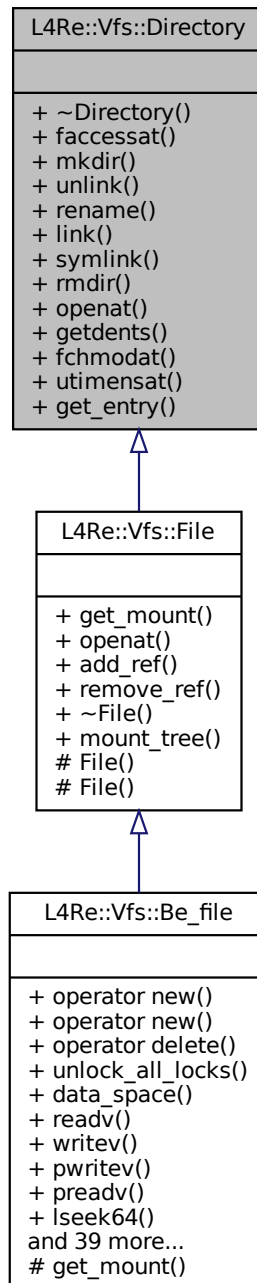 L4Re::Vfs::Directory
+ ~Directory()
+ faccessat()
+ mkdir()
+ unlink()
+ rename()
+ link()
+ symlink()
+ rmdir()
+ openat()
+ getdents()
+ fchmodat()
+ utimensat()
+ get_entry()
L4Re::Vfs::File
+ get_mount()
+ openat()
+ add_ref()
+ remove_ref()
+ ~File()
+ mount_tree()
# File()
# File()
L4Re::Vfs::Be_file
+ operator new()
+ operator new()
+ operator delete()
+ unlock_all_locks()
+ data_space()
+ readv()
+ writev()
+ pwritev()
+ preadv()
+ lseek64()
and 39 more...
# get_mount()